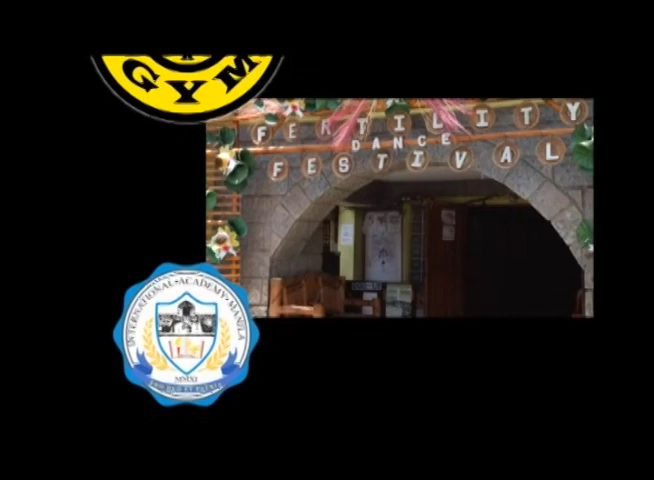 GYM
FERTILITY
DANCE
FESTIVAL
INTERNATIONAL • ACADEMY • MANILA
MMXI